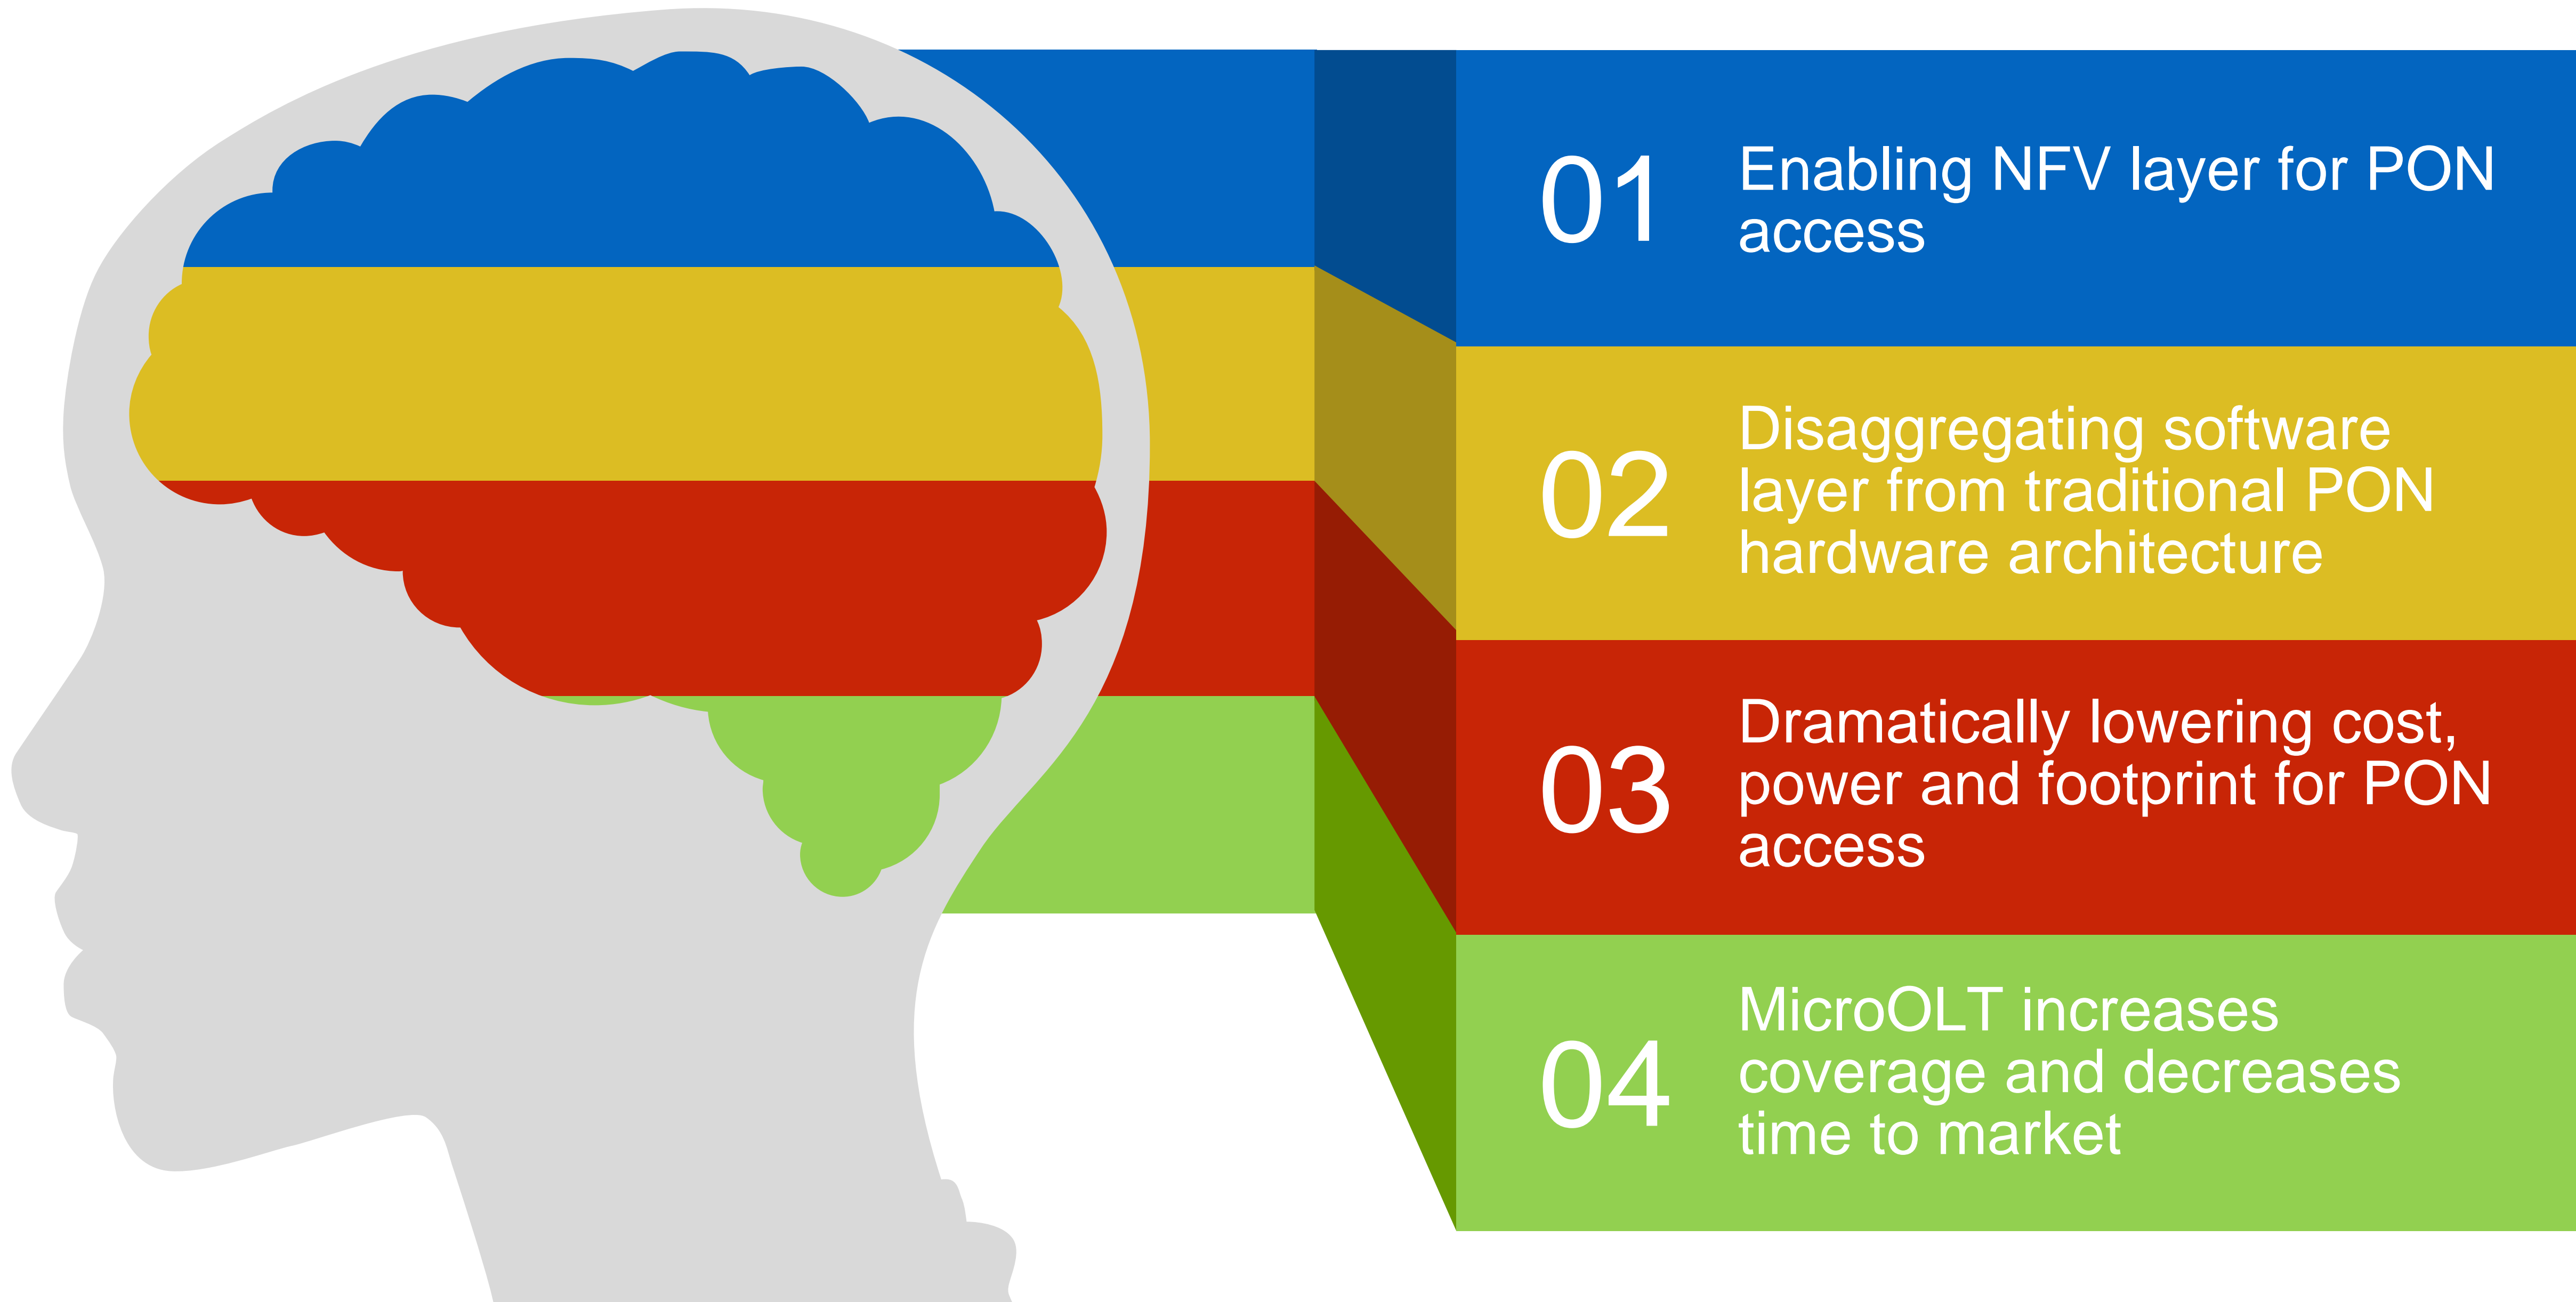 01
Enabling NFV layer for PON
access
02
Disaggregating software
layer from traditional PON
hardware architecture
03
Dramatically lowering cost,
power and footprint for PON
access
04
MicroOLT increases
coverage and decreases
time to market